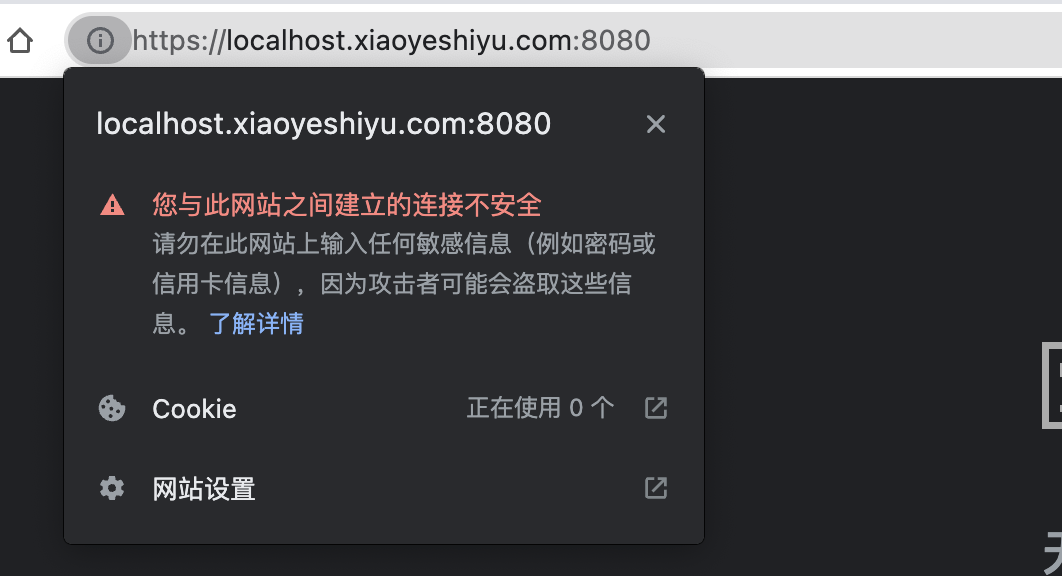 https://localhost.xiaoyeshiyu.com:8080
localhost.xiaoyeshiyu.com:8080
您与此网站之间建立的连接不安全
请勿在此网站上输入任何敏感信息（例如密码或
信用卡信息），因为攻击者可能会盗取这些信
息。 了解详情
Cookie 正在使用 0 个
网站设置